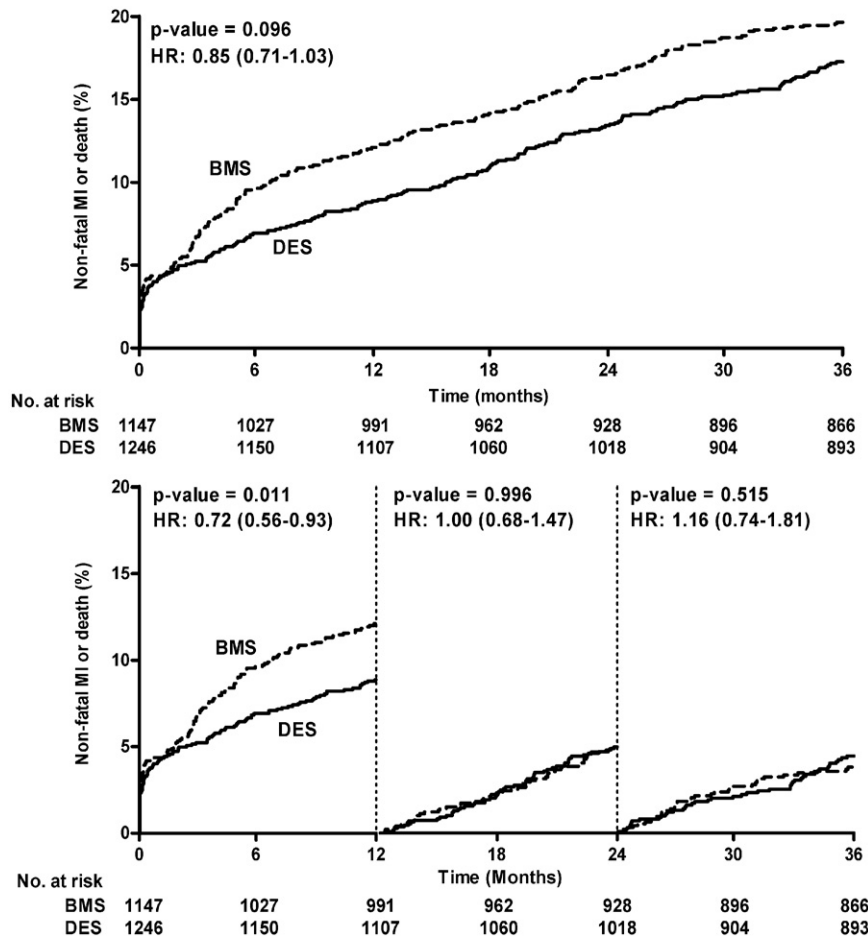 20
p-value = 0.096
HR: 0.85 (0.71-1.03)
15
BMS
10
Non-fatal MI or death (%)
DES
5
0
0 6 12 18 24 30 36
Time (months)
No. at risk
BMS 1147 1027 991 962 928 896 866
DES 1246 1150 1107 1060 1018 904 893
20
p-value = 0.011 p-value = 0.996 p-value = 0.515
HR: 0.72 (0.56-0.93) HR: 1.00 (0.68-1.47) HR: 1.16 (0.74-1.81)
15
BMS
10
Non-fatal MI or death (%)
DES
5
0
0 6 12 18 24 30 36
Time (Months)
No. at risk
BMS 1147 1027 991 962 928 896 866
DES 1246 1150 1107 1060 1018 904 893